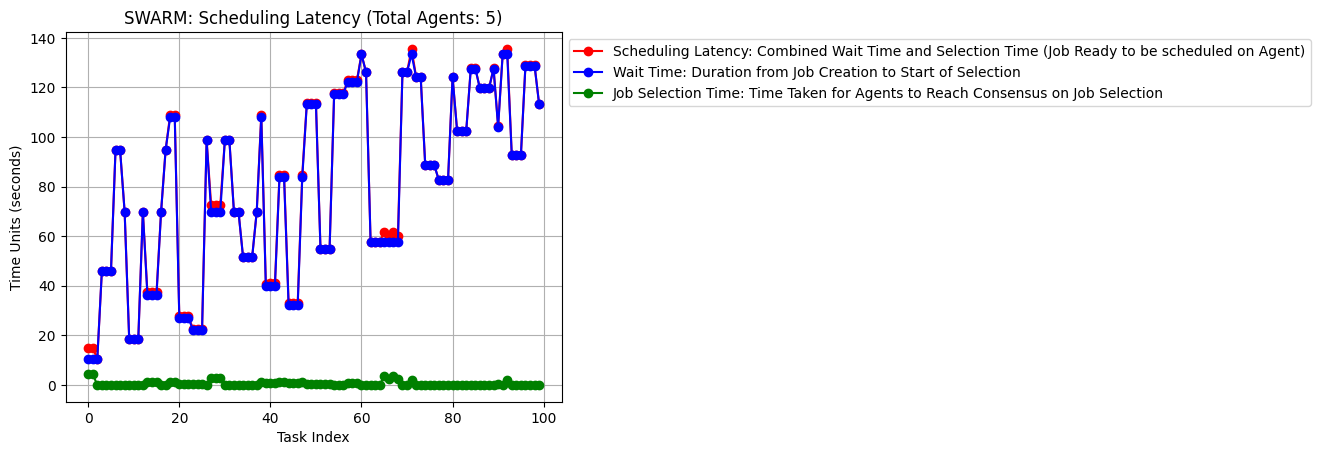 SWARM: Scheduling Latency (Total Agents: 5)
Time Units (seconds)
140
120
100
80
60
40
20
0
0 20 40 60 80 100
Task Index
Scheduling Latency: Combined Wait Time and Selection Time (Job Ready to be scheduled on Agent)
Wait Time: Duration from Job Creation to Start of Selection
Job Selection Time: Time Taken for Agents to Reach Consensus on Job Selection